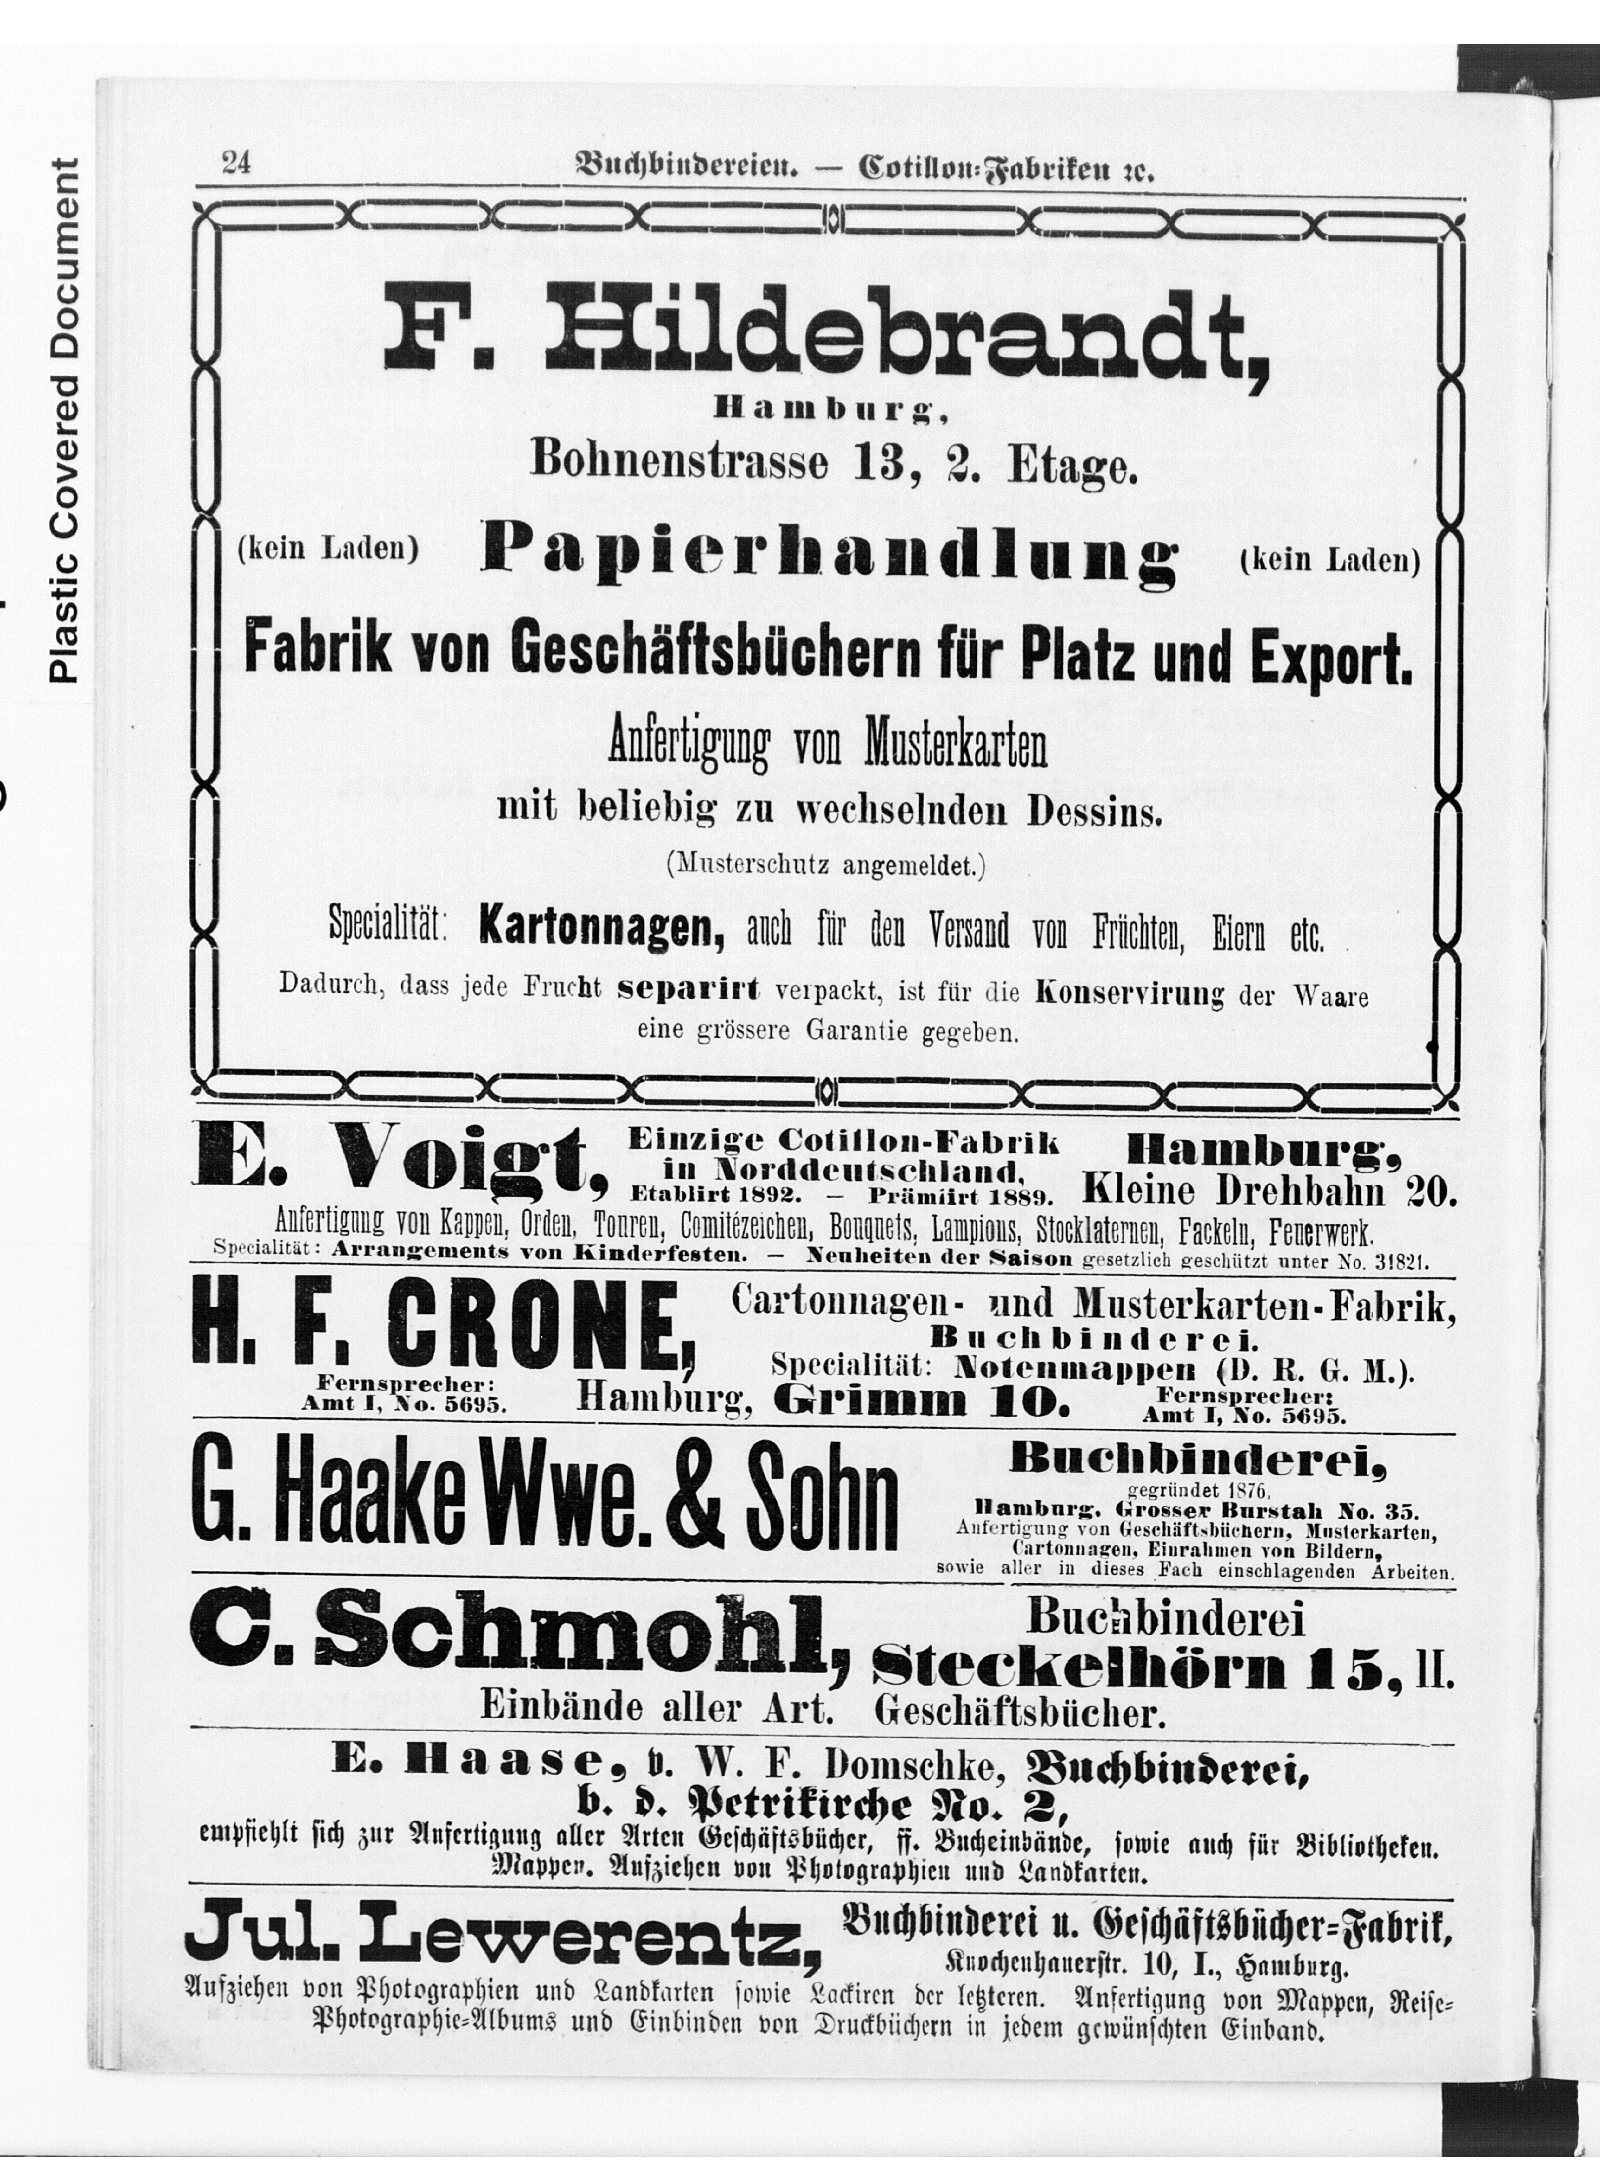 Plastic Covered Document
24
Buchbindereien. — Cotillon-Fabriken ꝛc.
F. Hildebrandt,
Hamburg,
Bohnenstrasse 13, 2. Etage.
(kein Laden) Papierhandlung (kein Laden)
Fabrik von Geschäftsbüchern für Platz und Export.
Anfertigung von Musterkarten
mit beliebig zu wechselnden Dessins.
(Musterschutz angemeldet.)
Specialität: Kartonnagen, auch für den Versand von Früchten, Eiern etc.
Dadurch, dass jede Frucht separirt verpackt, ist für die Konservirung der Waare
eine grössere Garantie gegeben.
E. Voigt,
Einzige Cotillon-Fabrik
in Norddeutschland,
Etablirt 1892. — Prämiirt 1889.
Hamburg,
Kleine Drehbahn 20.
Anfertigung von Kappen, Orden, Touren, Comitézeichen, Bouquets, Lampions, Stocklaternen, Fackeln, Feuerwerk.
Specialität: Arrangements von Kinderfesten. — Neuheiten der Saison gesetzlich geschützt unter No. 31821.
H. F. CRONE,
Cartonnagen- und Musterkarten-Fabrik,
Buchbinderei.
Specialität: Notenmappen (D. R. G. M.).
Fernsprecher:
Amt I, No. 5695.
Hamburg, Grimm 10.
Fernsprecher:
Amt I, No. 5695.
G. Haake Wwe. & Sohn
Buchbinderei,
gegründet 1876,
Hamburg, Grosser Burstah No. 35.
Anfertigung von Geschäftsbüchern, Musterkarten,
Cartonnagen, Einrahmen von Bildern,
sowie aller in dieses Fach einschlagenden Arbeiten.
C. Schmohl,
Buchbinderei
Steckelhörn 15, II.
Einbände aller Art. Geschäftsbücher.
E. Haase, v. W. F. Domschke, Buchbinderei,
b. d. Petrikirche No. 2,
empfiehlt sich zur Anfertigung aller Arten Geschäftsbücher, ff. Bucheinbände, sowie auch für Bibliotheken.
Mappen. Aufziehen von Photographien und Landkarten.
Jul. Lewerentz,
Buchbinderei u. Geschäftsbücher-Fabrik,
Knochenhauerstr. 10, I., Hamburg.
Aufziehen von Photographien und Landkarten sowie Lackiren der letzteren. Anfertigung von Mappen, Reise-
Photographie-Albums und Einbinden von Druckbüchern in jedem gewünschten Einband.